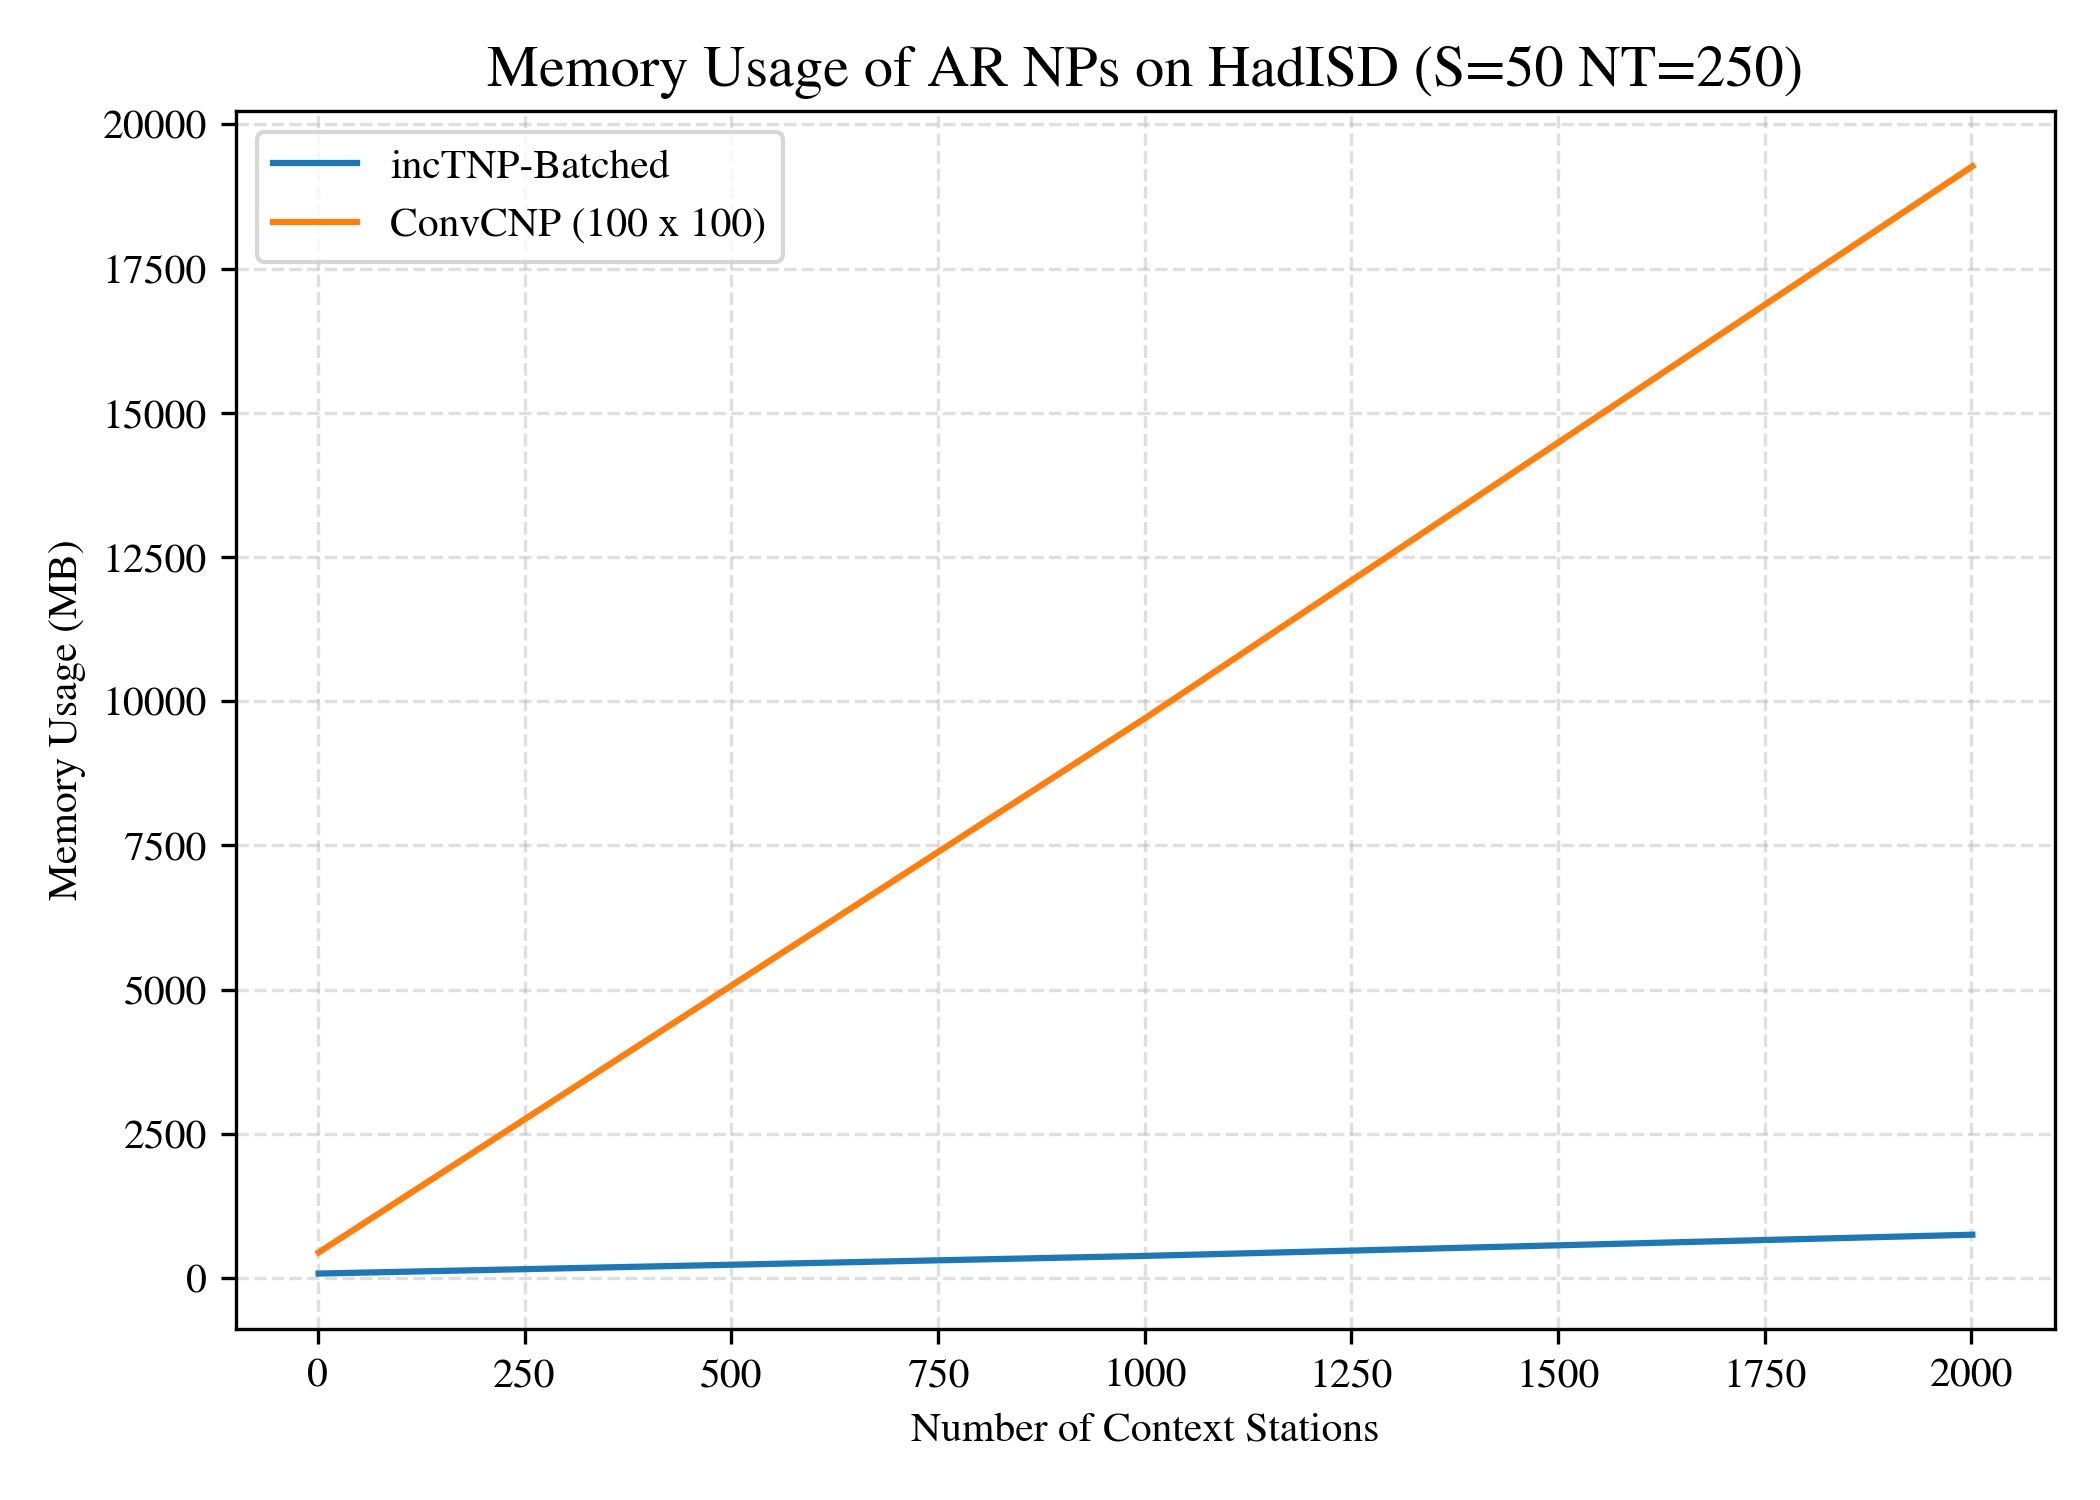 Memory Usage of AR NPs on HadISD (S=50 NT=250)
incTNP-Batched
ConvCNP (100 x 100)
Memory Usage (MB)
20000
17500
15000
12500
10000
7500
5000
2500
0
0 250 500 750 1000 1250 1500 1750 2000
Number of Context Stations